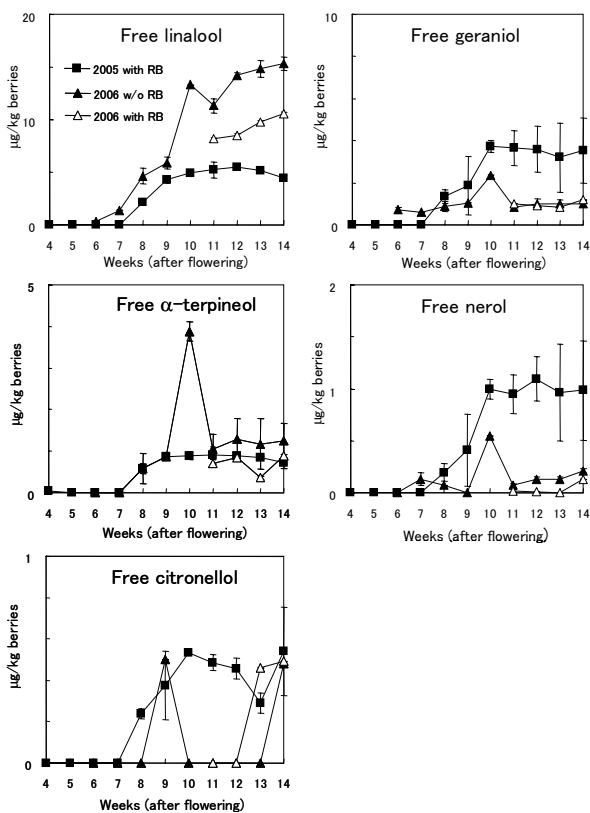 Free linalool
20
10
0
μg/kg berries
2005 with RB
2006 w/o RB
2006 with RB
4 5 6 7 8 9 10 11 12 13 14
Weeks (after flowering)
Free geraniol
10
5
0
μg/kg berries
4 5 6 7 8 9 10 11 12 13 14
Weeks (after flowering)
Free α-terpineol
5
0
μg/kg berries
4 5 6 7 8 9 10 11 12 13 14
Weeks (after flowering)
Free nerol
2
1
0
μg/kg berries
4 5 6 7 8 9 10 11 12 13 14
Weeks (after flowering)
Free citronellol
1
0
μg/kg berries
4 5 6 7 8 9 10 11 12 13 14
Weeks (after flowering)